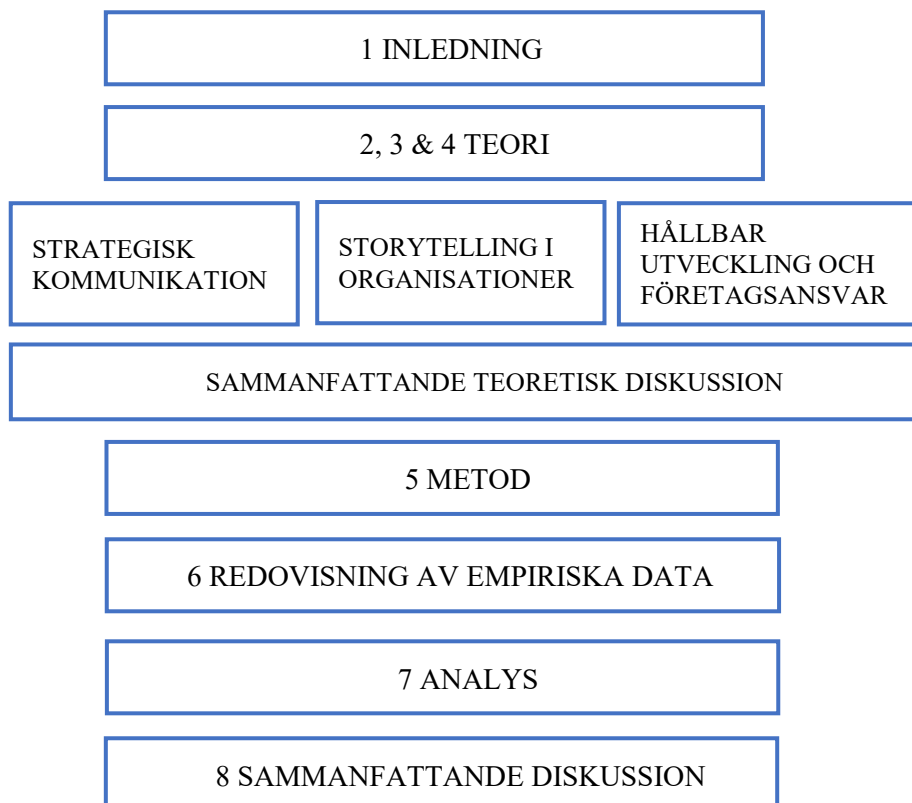 1 INLEDNING
2, 3 & 4 TEORI
STRATEGISK
KOMMUNIKATION
STORYTELLING I
ORGANISATIONER
HÅLLBAR
UTVECKLING OCH
FÖRETAGSANSVAR
SAMMANFATTANDE TEORETISK DISKUSSION
5 METOD
6 REDOVISNING AV EMPIRISKA DATA
7 ANALYS
8 SAMMANFATTANDE DISKUSSION